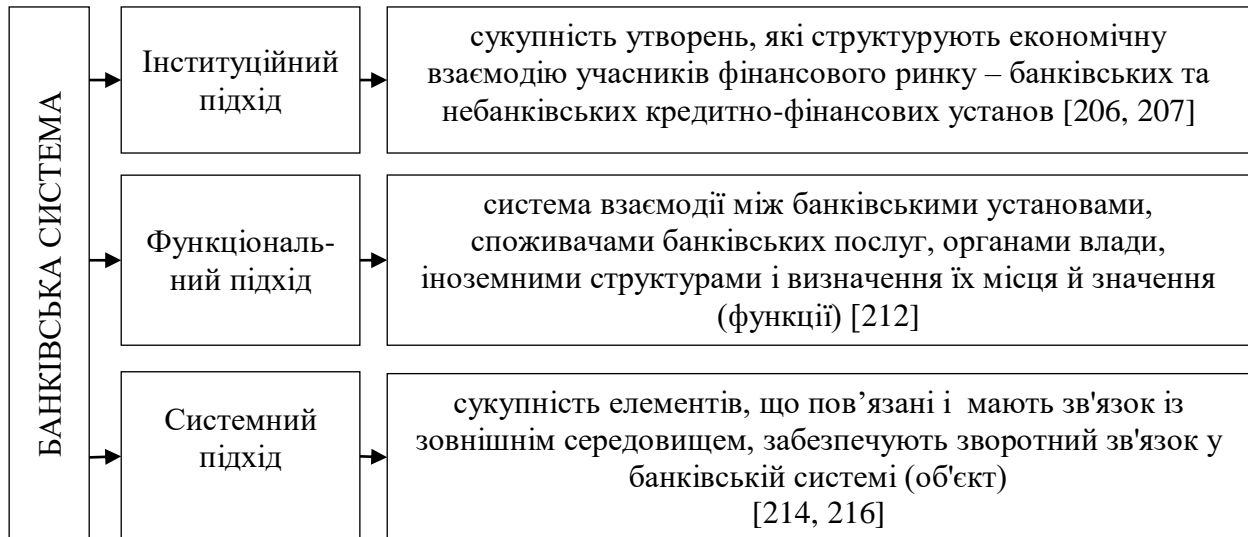 БАНКІВСЬКА СИСТЕМА
Інституційний
підхід
сукупність утворень, які структурують економічну
взаємодію учасників фінансового ринку – банківських та
небанківських кредитно-фінансових установ [206, 207]
Функціональ-
ний підхід
система взаємодії між банківськими установами,
споживачами банківських послуг, органами влади,
іноземними структурами і визначення їх місця й значення
(функції) [212]
Системний
підхід
сукупність елементів, що пов’язані і мають зв'язок із
зовнішнім середовищем, забезпечують зворотний зв'язок у
банківській системі (об'єкт)
[214, 216]